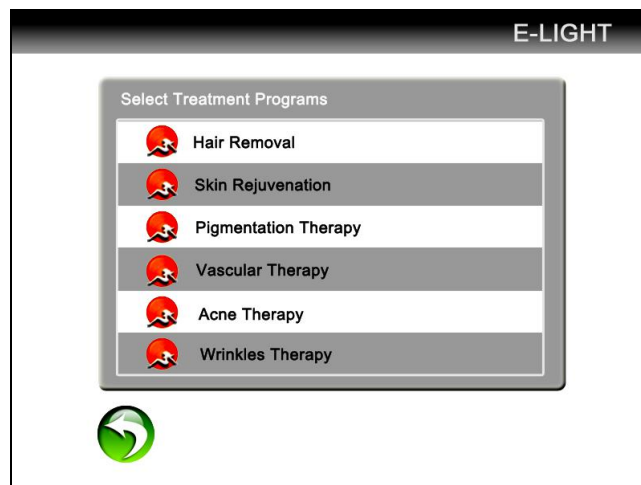 E-LIGHT
Select Treatment Programs
Hair Removal
Skin Rejuvenation
Pigmentation Therapy
Vascular Therapy
Acne Therapy
Wrinkles Therapy